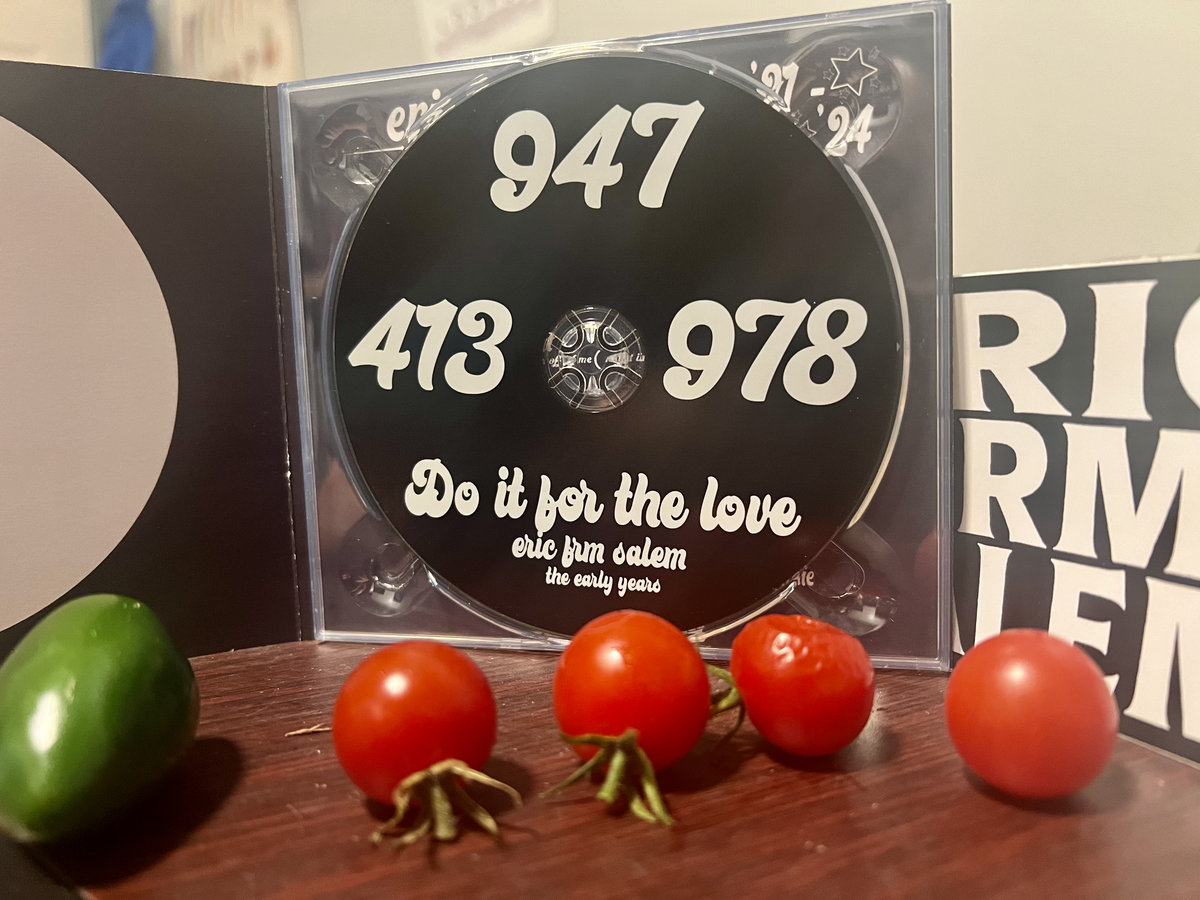 '21 -
'24
947
413 978
Do it for the love
eric frm salem
the early years
RIC
RM
LEM